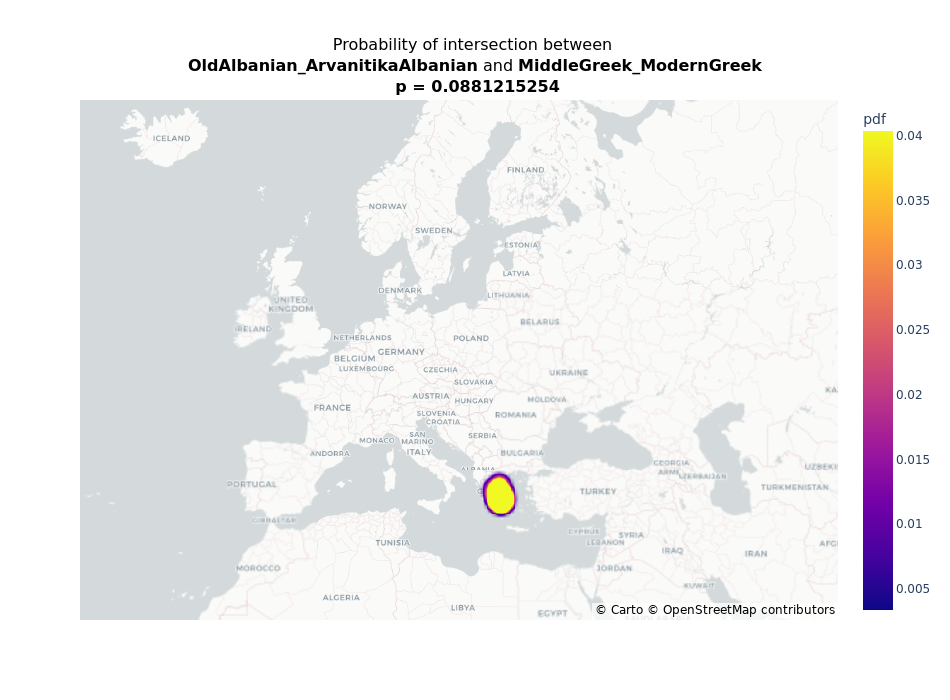 Probability of intersection between
OldAlbanian_ArvanitikaAlbanian and MiddleGreek_ModernGreek
p = 0.0881215254
pdf
0.04
0.035
0.03
0.025
0.02
0.015
0.01
0.005
ICELAND
FINLAND
NORWAY
SWEDEN
ESTONIA
LATVIA
DENMARK
LITHUANIA
UNITED
KINGDOM
IRELAND
BELARUS
NETHERLANDS
POLAND
GERMANY
BELGIUM
LUXEMBOURG
CZECHIA
UKRAINE
SLOVAKIA
AUSTRIA
HUNGARY
MOLDOVA
FRANCE
SLOVENIA
ROMANIA
CROATIA
SERBIA
MONACO
SAN
MARINO
ITALY
ANDORRA
BULGARIA
GEORGIA
ALBANIA
PORTUGAL
TURKEY
TURKMENISTAN
GIBRALTAR
CYPRUS
SYRIA
LEBANON
TUNISIA
IRAQ
IRAN
MOROCCO
JORDAN
KUWAIT
ALGERIA
LIBYA
EGYPT
© Carto © OpenStreetMap contributors